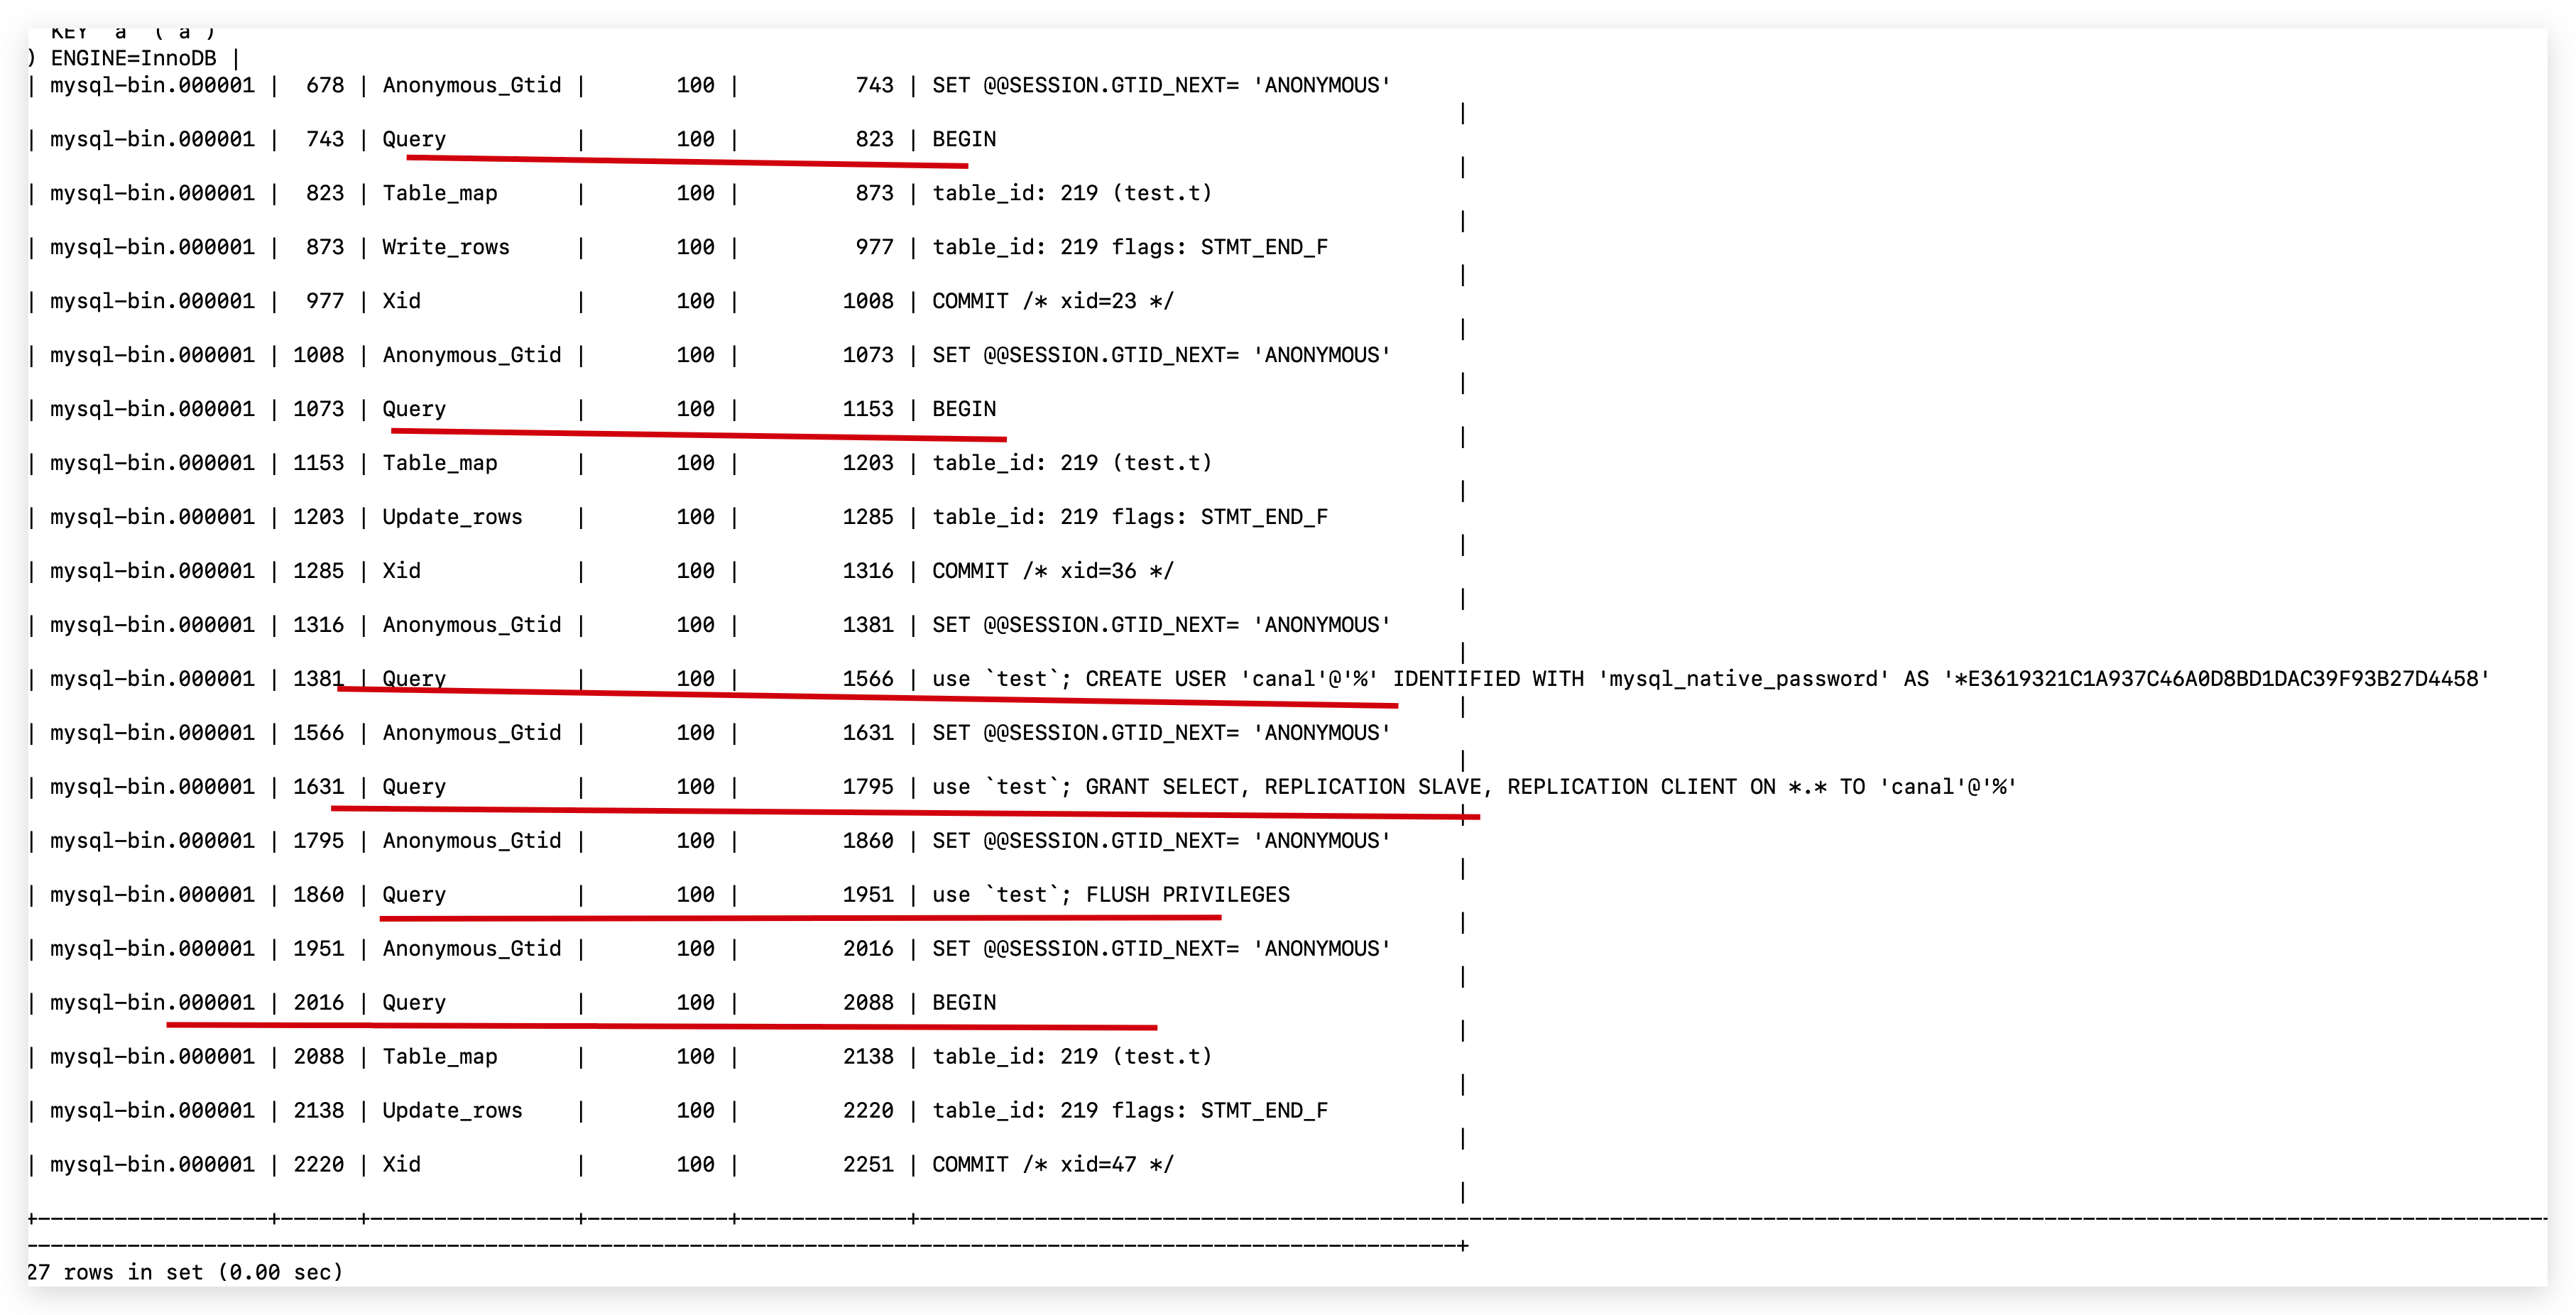 KEY `a` (`a`)
) ENGINE=InnoDB |
| mysql-bin.000001 | 678 | Anonymous_Gtid | 100 | 743 | SET @@SESSION.GTID_NEXT= 'ANONYMOUS'
|
| mysql-bin.000001 | 743 | Query | 100 | 823 | BEGIN
|
| mysql-bin.000001 | 823 | Table_map | 100 | 873 | table_id: 219 (test.t)
|
| mysql-bin.000001 | 873 | Write_rows | 100 | 977 | table_id: 219 flags: STMT_END_F
|
| mysql-bin.000001 | 977 | Xid | 100 | 1008 | COMMIT /* xid=23 */
|
| mysql-bin.000001 | 1008 | Anonymous_Gtid | 100 | 1073 | SET @@SESSION.GTID_NEXT= 'ANONYMOUS'
|
| mysql-bin.000001 | 1073 | Query | 100 | 1153 | BEGIN
|
| mysql-bin.000001 | 1153 | Table_map | 100 | 1203 | table_id: 219 (test.t)
|
| mysql-bin.000001 | 1203 | Update_rows | 100 | 1285 | table_id: 219 flags: STMT_END_F
|
| mysql-bin.000001 | 1285 | Xid | 100 | 1316 | COMMIT /* xid=36 */
|
| mysql-bin.000001 | 1316 | Anonymous_Gtid | 100 | 1381 | SET @@SESSION.GTID_NEXT= 'ANONYMOUS'
|
| mysql-bin.000001 | 1381 | Query | 100 | 1566 | use `test`; CREATE USER 'canal'@'%' IDENTIFIED WITH 'mysql_native_password' AS '*E3619321C1A937C46A0D8BD1DAC39F93B27D4458'
|
| mysql-bin.000001 | 1566 | Anonymous_Gtid | 100 | 1631 | SET @@SESSION.GTID_NEXT= 'ANONYMOUS'
|
| mysql-bin.000001 | 1631 | Query | 100 | 1795 | use `test`; GRANT SELECT, REPLICATION SLAVE, REPLICATION CLIENT ON *.* TO 'canal'@'%'
|
| mysql-bin.000001 | 1795 | Anonymous_Gtid | 100 | 1860 | SET @@SESSION.GTID_NEXT= 'ANONYMOUS'
|
| mysql-bin.000001 | 1860 | Query | 100 | 1951 | use `test`; FLUSH PRIVILEGES
|
| mysql-bin.000001 | 1951 | Anonymous_Gtid | 100 | 2016 | SET @@SESSION.GTID_NEXT= 'ANONYMOUS'
|
| mysql-bin.000001 | 2016 | Query | 100 | 2088 | BEGIN
|
| mysql-bin.000001 | 2088 | Table_map | 100 | 2138 | table_id: 219 (test.t)
|
| mysql-bin.000001 | 2138 | Update_rows | 100 | 2220 | table_id: 219 flags: STMT_END_F
|
| mysql-bin.000001 | 2220 | Xid | 100 | 2251 | COMMIT /* xid=47 */
|
27 rows in set (0.00 sec)